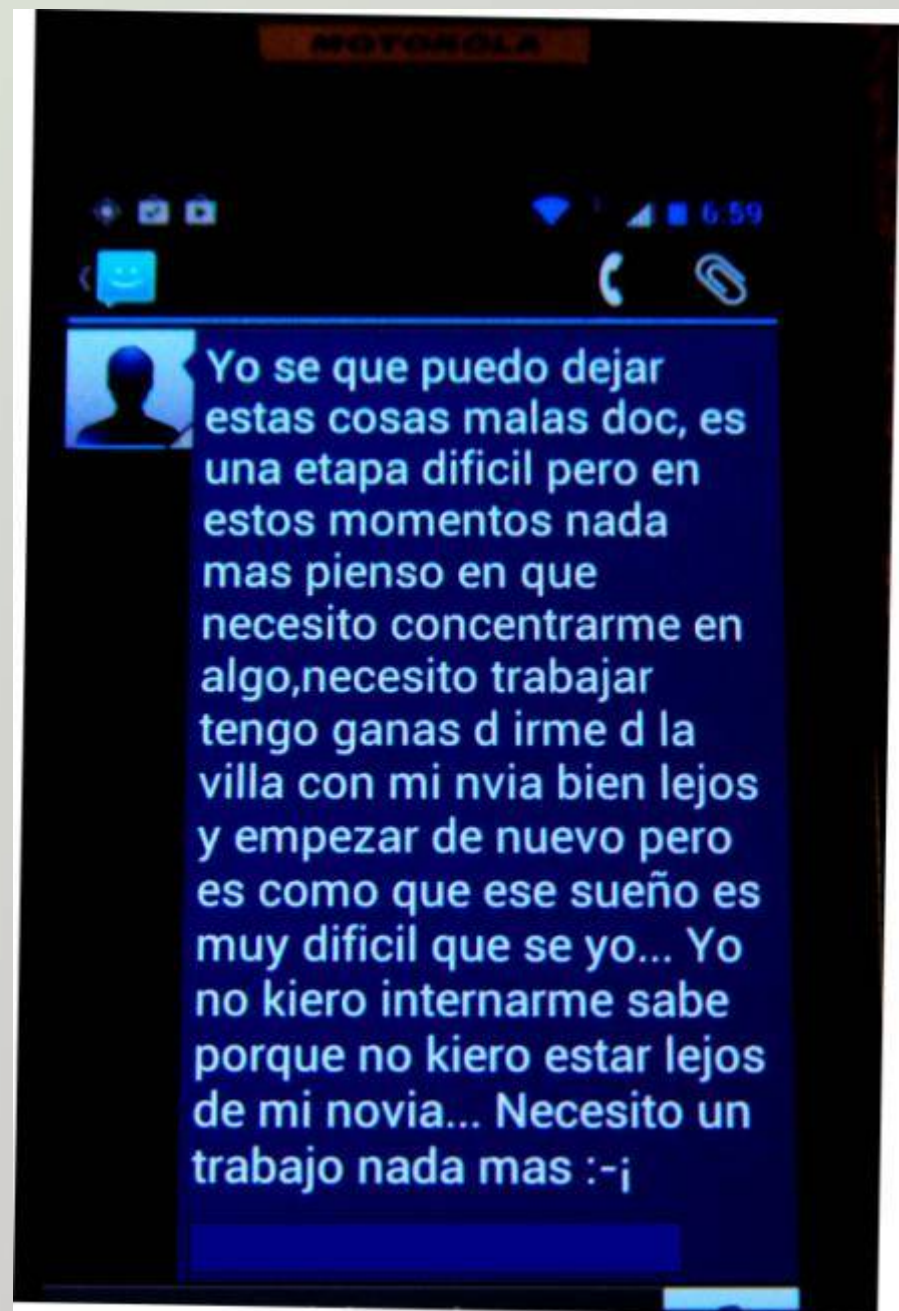 MOTOROLA
6:59
Yo se que puedo dejar
estas cosas malas doc, es
una etapa dificil pero en
estos momentos nada
mas pienso en que
necesito concentrarme en
algo,necesito trabajar
tengo ganas d irme d la
villa con mi nvia bien lejos
y empezar de nuevo pero
es como que ese sueño es
muy dificil que se yo... Yo
no kiero internarme sabe
porque no kiero estar lejos
de mi novia... Necesito un
trabajo nada mas :-¡